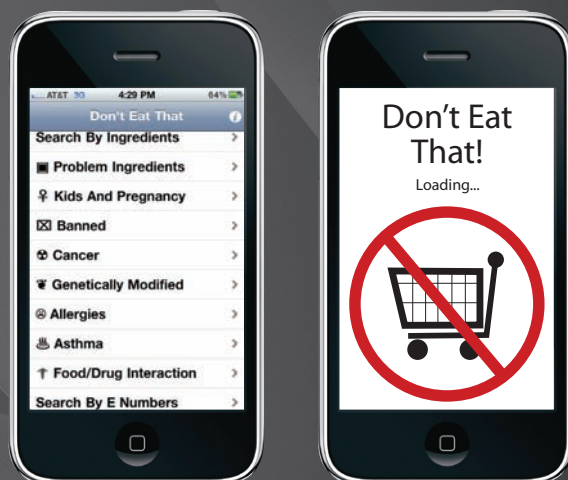 AT&T 3G 4:29 PM 64%
Don't Eat That
Search By Ingredients
Problem Ingredients
Kids And Pregnancy
Banned
Cancer
Genetically Modified
Allergies
Asthma
Food/Drug Interaction
Search By E Numbers
Don't Eat
That!
Loading...